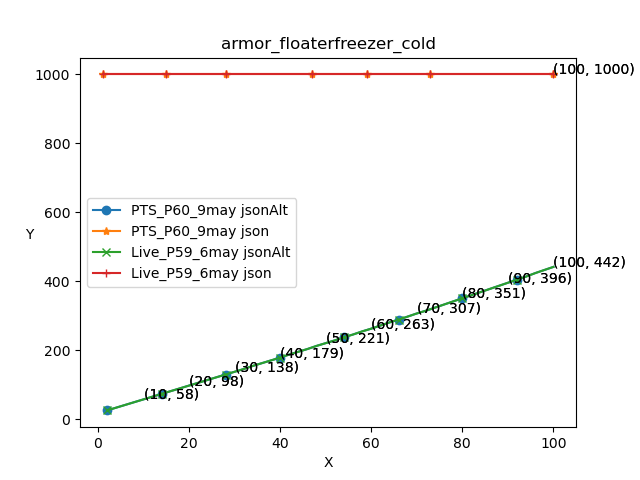 armor_floaterfreezer_cold
1000
800
600
400
200
0
Y
(100, 1000)
PTS_P60_9may jsonAlt
PTS_P60_9may json
Live_P59_6may jsonAlt
Live_P59_6may json
(100, 442)
(90, 396)
(80, 351)
(70, 307)
(60, 263)
(50, 221)
(40, 179)
(30, 138)
(20, 98)
(10, 58)
0 20 40 60 80 100
X